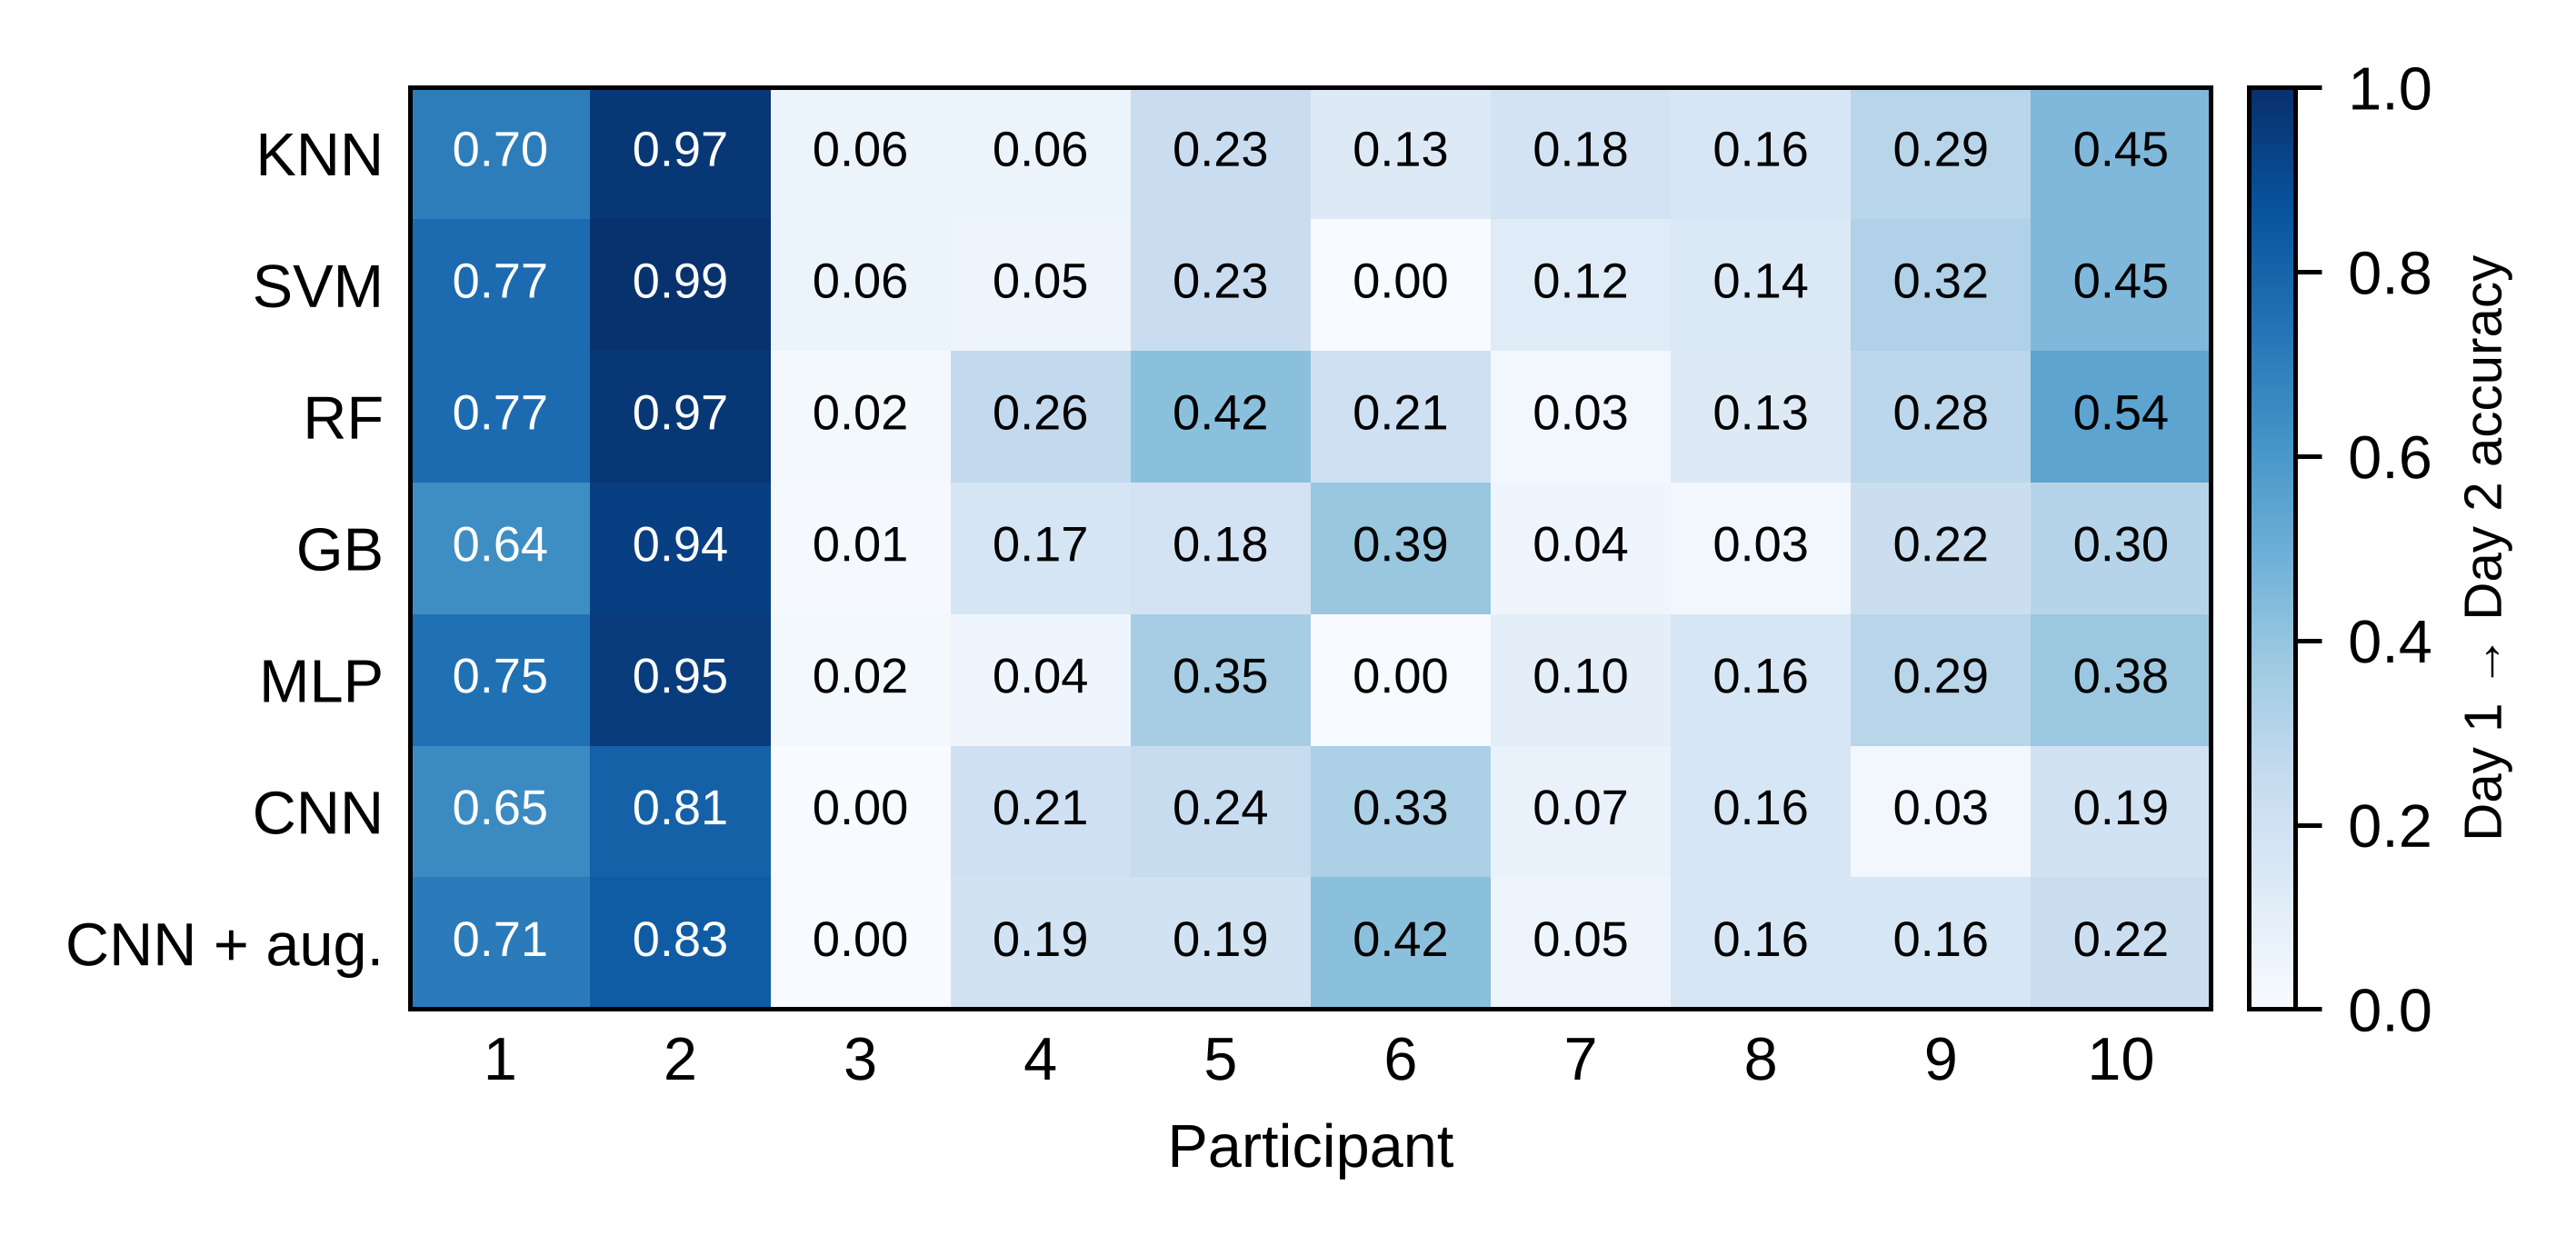 KNN 0.70 0.97 0.06 0.06 0.23 0.13 0.18 0.16 0.29 0.45
SVM 0.77 0.99 0.06 0.05 0.23 0.00 0.12 0.14 0.32 0.45
RF 0.77 0.97 0.02 0.26 0.42 0.21 0.03 0.13 0.28 0.54
GB 0.64 0.94 0.01 0.17 0.18 0.39 0.04 0.03 0.22 0.30
MLP 0.75 0.95 0.02 0.04 0.35 0.00 0.10 0.16 0.29 0.38
CNN 0.65 0.81 0.00 0.21 0.24 0.33 0.07 0.16 0.03 0.19
CNN + aug. 0.71 0.83 0.00 0.19 0.19 0.42 0.05 0.16 0.16 0.22
1 2 3 4 5 6 7 8 9 10
Participant
1.0
0.8
0.6
0.4
0.2
0.0
Day 1 → Day 2 accuracy